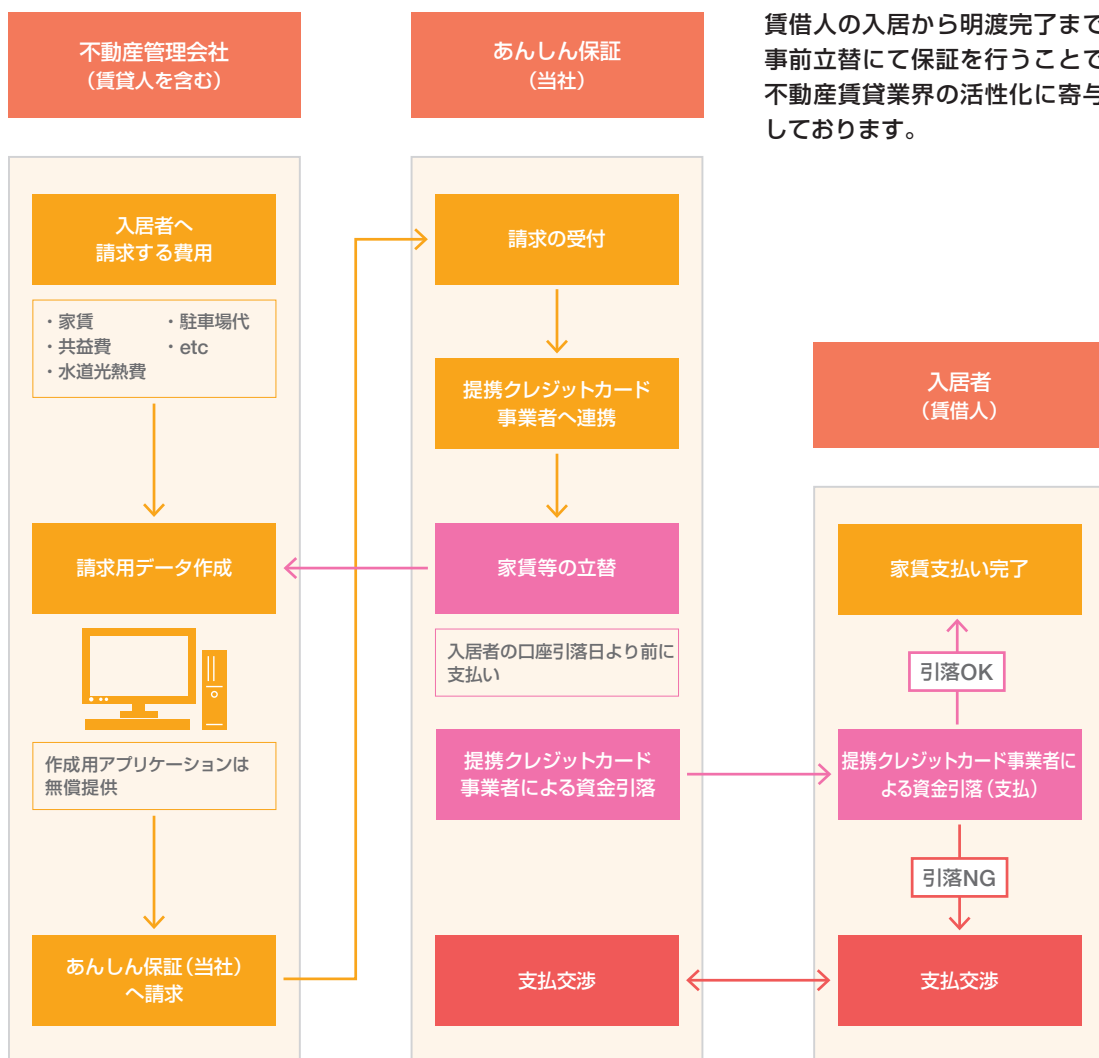 不動産管理会社
（賃貸人を含む）
あんしん保証
（当社）
賃借人の入居から明渡完了まで
事前立替にて保証を行うことで
不動産賃貸業界の活性化に寄与
しております。
入居者へ
請求する費用
・家賃
・駐車場代
・共益費
・etc
・水道光熱費
請求用データ作成
作成用アプリケーションは
無償提供
あんしん保証（当社）
へ請求
請求の受付
提携クレジットカード
事業者へ連携
家賃等の立替
入居者の口座引落日より前に
支払い
提携クレジットカード
事業者による資金引落
支払交渉
入居者
（賃借人）
家賃支払い完了
引落OK
提携クレジットカード事業者に
よる資金引落（支払）
引落NG
支払交渉